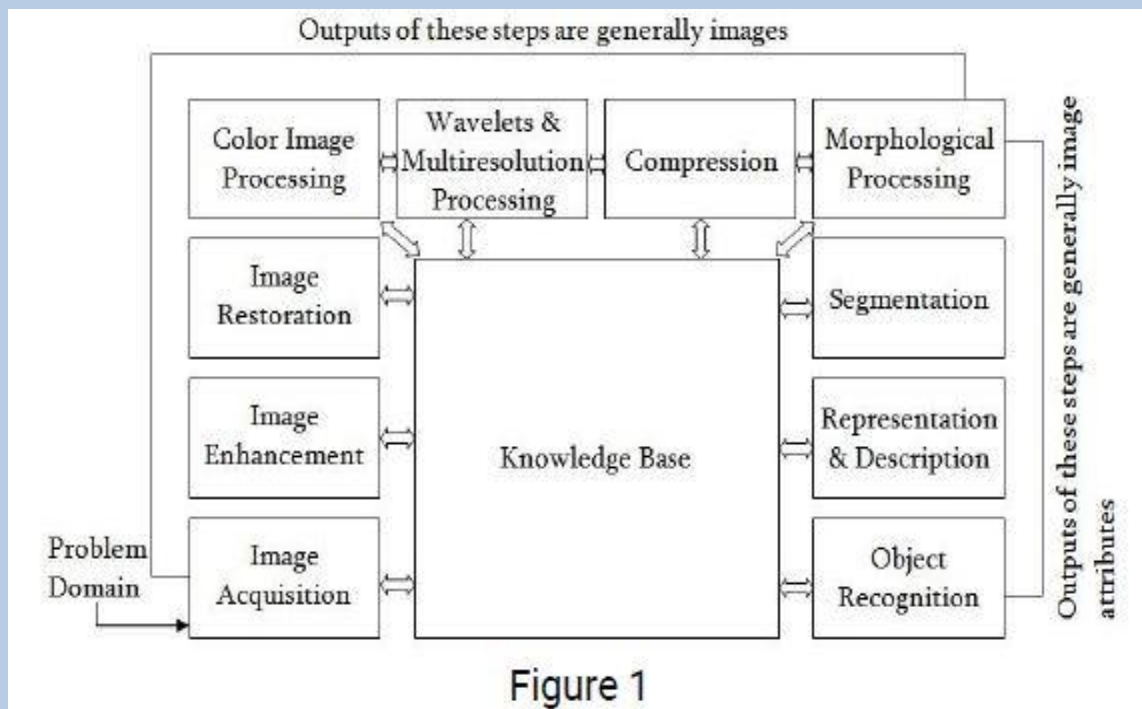 Outputs of these steps are generally images
Color Image
Processing
Wavelets &
Multiresolution
Processing
Compression
Morphological
Processing
Image
Restoration
Segmentation
Image
Enhancement
Knowledge Base
Representation
& Description
Problem
Domain
Image
Acquisition
Object
Recognition
Outputs of these steps are generally image
attributes
Figure 1